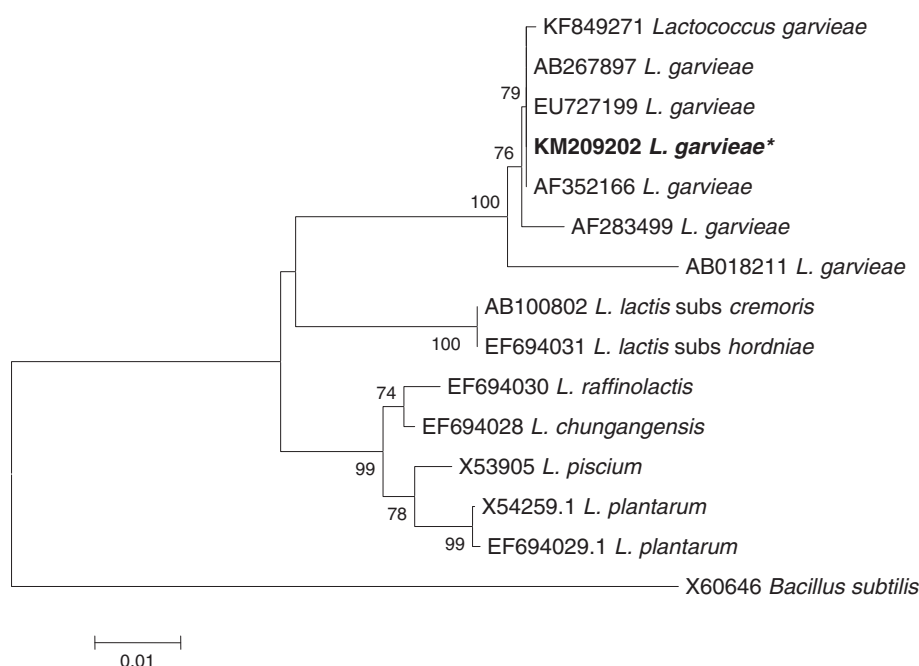 KF849271 Lactococcus garvieae
AB267897 L. garvieae
79
EU727199 L. garvieae
KM209202 L. garvieae*
76
AF352166 L. garvieae
100
AF283499 L. garvieae
AB018211 L. garvieae
AB100802 L. lactis subs cremoris
100
EF694031 L. lactis subs hordniae
74
EF694030 L. raffinolactis
EF694028 L. chungangensis
99
X53905 L. piscium
78
X54259.1 L. plantarum
99
EF694029.1 L. plantarum
X60646 Bacillus subtilis
0.01